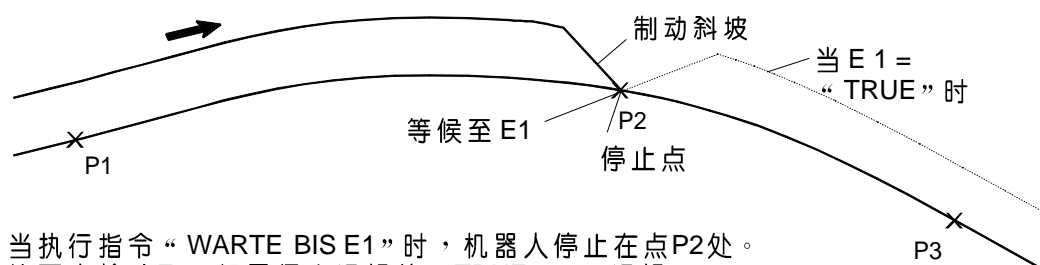 制动斜坡
当 E 1 =
“ TRUE ” 时
等候至 E1
P2
停止点
P1
P3
当执行指令 “ WARTE BIS E1 ” 时，机器人停止在点P2处。